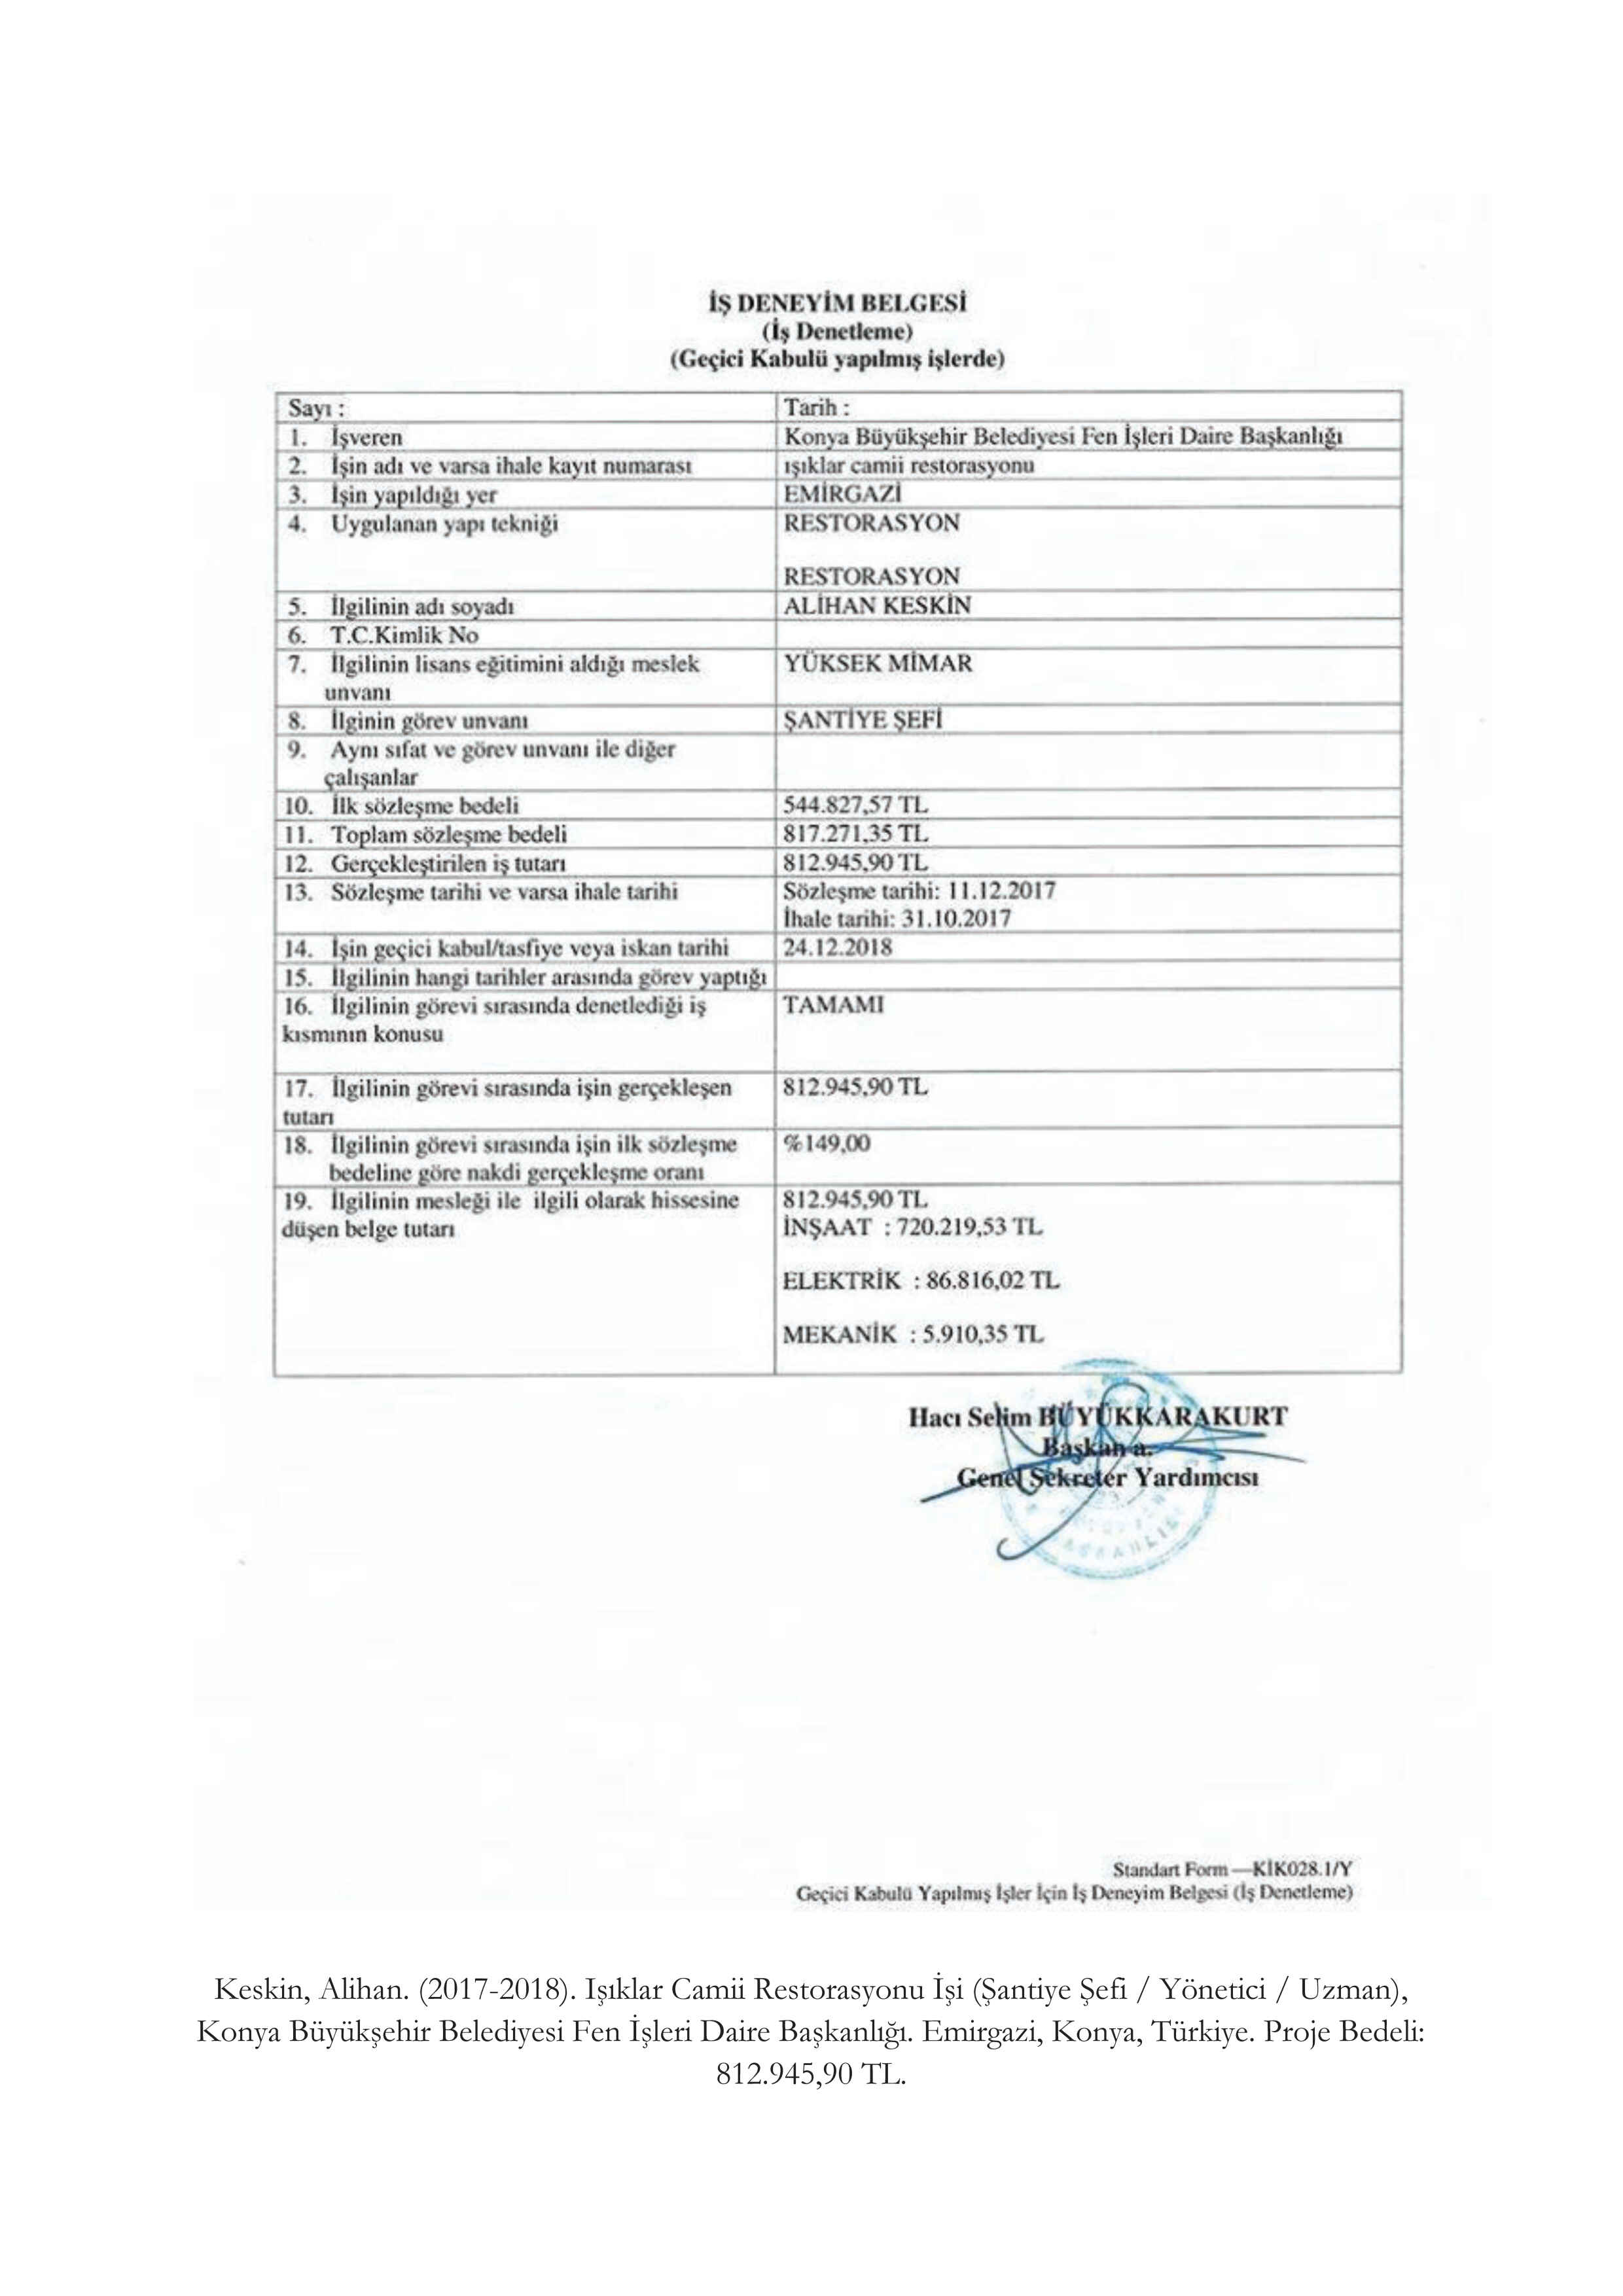 İŞ DENEYİM BELGESİ
(İş Denetleme)
(Geçici Kabulü yapılmış işlerde)
Sayı : Tarih :
1. İşveren Konya Büyükşehir Belediyesi Fen İşleri Daire Başkanlığı
2. İşin adı ve varsa ihale kayıt numarası ışıklar camii restorasyonu
3. İşin yapıldığı yer EMİRGAZİ
4. Uygulanan yapı tekniği RESTORASYON
RESTORASYON
5. İlgilinin adı soyadı ALİHAN KESKİN
6. T.C.Kimlik No
7. İlgilinin lisans eğitimini aldığı meslek YÜKSEK MİMAR
unvanı
8. İlginin görev unvanı ŞANTİYE ŞEFİ
9. Aynı sıfat ve görev unvanı ile diğer
çalışanlar
10. İlk sözleşme bedeli 544.827,57 TL
11. Toplam sözleşme bedeli 817.271,35 TL
12. Gerçekleştirilen iş tutarı 812.945,90 TL
13. Sözleşme tarihi ve varsa ihale tarihi Sözleşme tarihi: 11.12.2017
İhale tarihi: 31.10.2017
14. İşin geçici kabul/tasfiye veya iskan tarihi 24.12.2018
15. İlgilinin hangi tarihler arasında görev yaptığı
16. İlgilinin görevi sırasında denetlediği iş TAMAMI
kısmının konusu
17. İlgilinin görevi sırasında işin gerçekleşen 812.945,90 TL
tutarı
18. İlgilinin görevi sırasında işin ilk sözleşme %149,00
bedeline göre nakdi gerçekleşme oranı
19. İlgilinin mesleği ile ilgili olarak hissesine 812.945,90 TL
düşen belge tutarı İNŞAAT : 720.219,53 TL
ELEKTRİK : 86.816,02 TL
MEKANİK : 5.910,35 TL
Hacı Selim BÜYÜKKARAKURT
Başkan a.
Genel Sekreter Yardımcısı
Standart Form —KİK028.1/Y
Geçici Kabulü Yapılmış İşler İçin İş Deneyim Belgesi (İş Denetleme)
Keskin, Alihan. (2017-2018). Işıklar Camii Restorasyonu İşi (Şantiye Şefi / Yönetici / Uzman),
Konya Büyükşehir Belediyesi Fen İşleri Daire Başkanlığı. Emirgazi, Konya, Türkiye. Proje Bedeli:
812.945,90 TL.